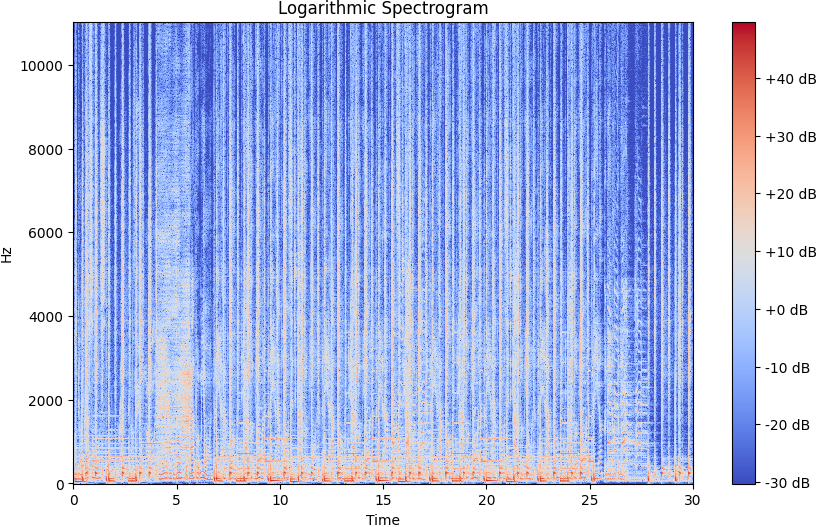 Logarithmic Spectrogram
Hz
10000
8000
6000
4000
2000
0
0 5 10 15 20 25 30
Time
+40 dB
+30 dB
+20 dB
+10 dB
+0 dB
-10 dB
-20 dB
-30 dB